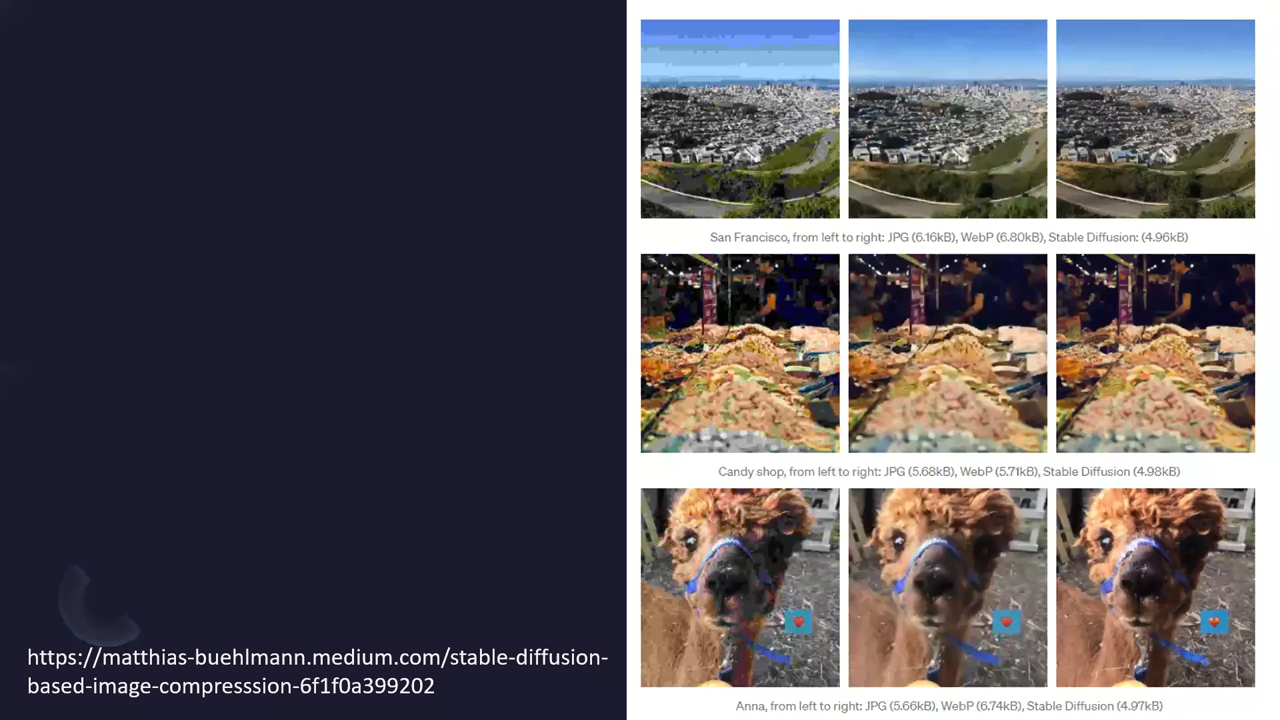 San Francisco, from left to right: JPG (6.16kB), WebP (6.80kB), Stable Diffusion: (4.96kB)
Candy shop, from left to right: JPG (5.68kB), WebP (5.71kB), Stable Diffusion (4.98kB)
https://matthias-buehlmann.medium.com/stable-diffusion-
based-image-compresssion-6f1f0a399202
Anna, from left to right: JPG (5.66kB), WebP (6.74kB), Stable Diffusion (4.97kB)